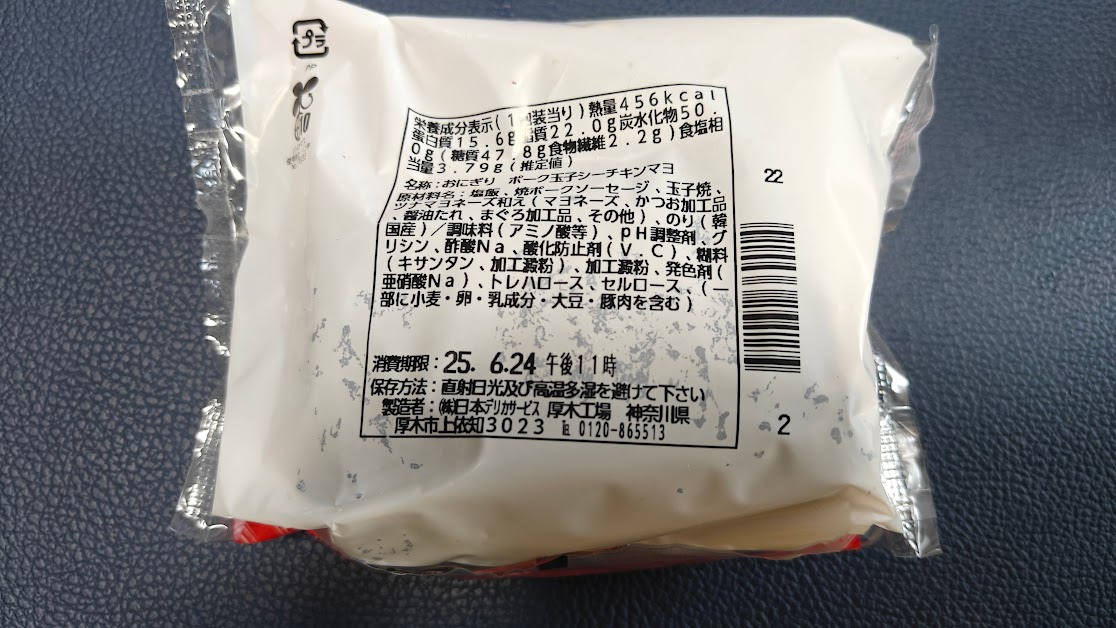 プラ
PP
栄養成分表示(1包装当り)熱量456kcal
蛋白質15.6g脂質22.0g炭水化物50.
0g(糖質47.8g食物繊維2.2g)食塩相
当量3.79g(推定値)
名称:おにぎり ポーク玉子シーチキンマヨ
原材料名:塩飯、焼ポークソーセージ、玉子焼、
ツナマヨネーズ和え(マヨネーズ、かつお加工品
、醤油たれ、まぐろ加工品、その他)、のり(韓
国産)/調味料(アミノ酸等)、pH調整剤、グ
リシン、酢酸Na、酸化防止剤(V.C)、糊料
(キサンタン、加工澱粉)、加工澱粉、発色剤(
亜硝酸Na)、トレハロース、セルロース、(一
部に小麦・卵・乳成分・大豆・豚肉を含む)
消費期限:25. 6.24 午後11時
保存方法:直射日光及び高温多湿を避けて下さい
製造者:㈱日本デリカサービス 厚木工場 神奈川県
厚木市上依知3023 ℡ 0120-865513
22
2